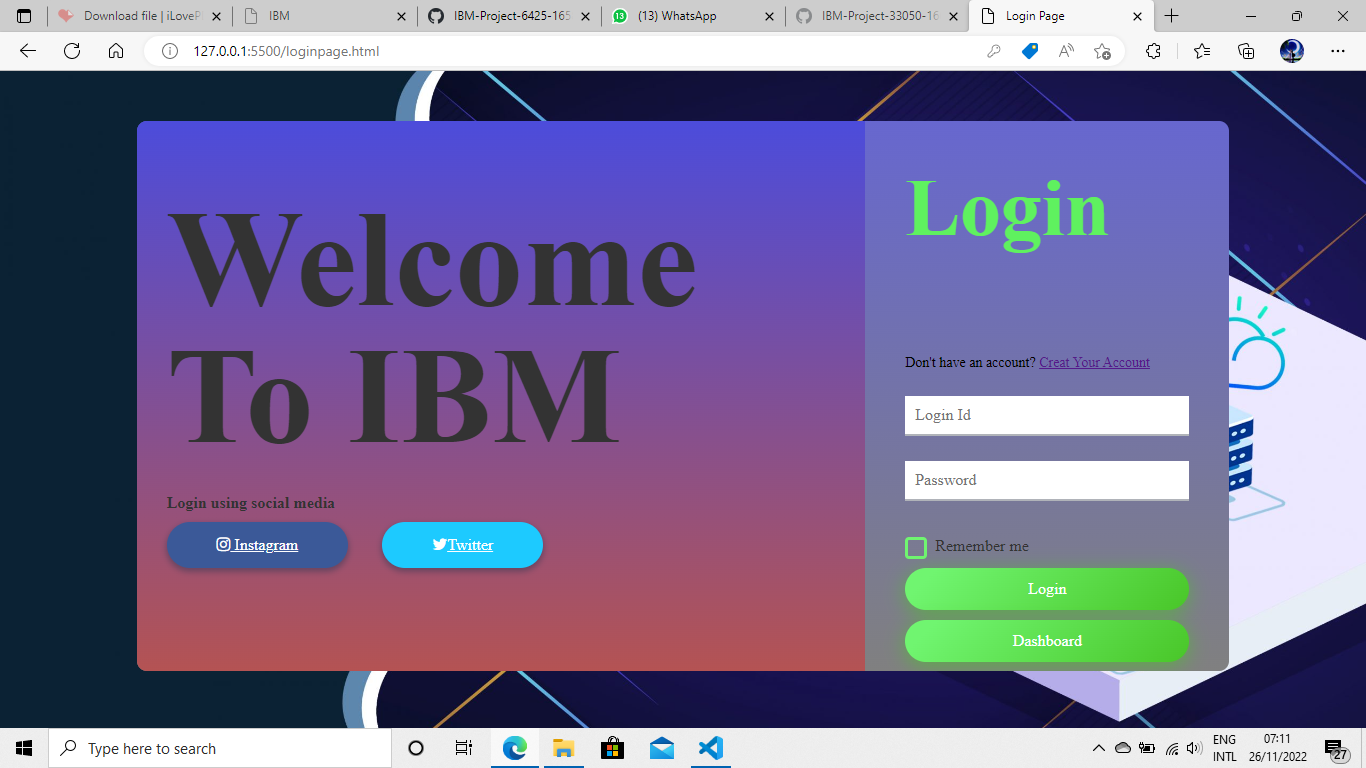 Download file | iLoveP
IBM
IBM-Project-6425-165
(13) WhatsApp
IBM-Project-33050-16
Login Page
127.0.0.1:5500/loginpage.html
Welcome
To IBM
Login using social media
Instagram
Twitter
Login
Don't have an account? Creat Your Account
Login Id
Password
Remember me
Login
Dashboard
Type here to search
ENG
INTL
07:11
26/11/2022
27